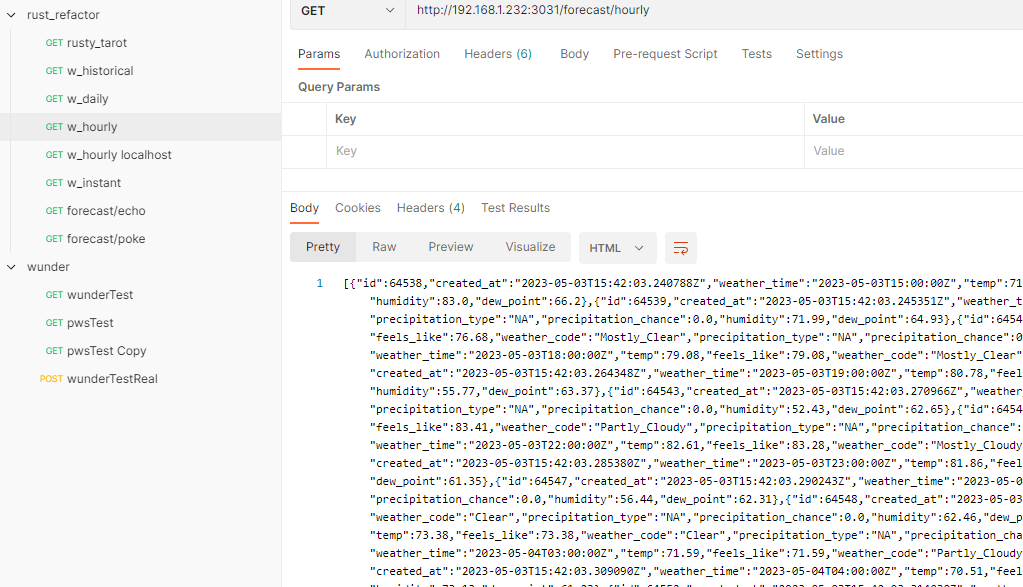 rust_refactor
GET rusty_tarot
GET w_historical
GET w_daily
GET w_hourly
GET w_hourly localhost
GET w_instant
GET forecast/echo
GET forecast/poke
wunder
GET wunderTest
GET pwsTest
GET pwsTest Copy
POST wunderTestReal
GET http://192.168.1.232:3031/forecast/hourly
Params Authorization Headers (6) Body Pre-request Script Tests Settings
Query Params
Key Value
Key Value
Body Cookies Headers (4) Test Results
Pretty Raw Preview Visualize HTML
1 [{"id":64538,"created_at":"2023-05-03T15:42:03.240788Z","weather_time":"2023-05-03T15:00:00Z","temp":71
"humidity":83.0,"dew_point":66.2},{"id":64539,"created_at":"2023-05-03T15:42:03.245351Z","weather_t
"precipitation_type":"NA","precipitation_chance":0.0,"humidity":71.99,"dew_point":64.93},{"id":6454
"feels_like":76.68,"weather_code":"Mostly_Clear","precipitation_type":"NA","precipitation_chance":0
"weather_time":"2023-05-03T18:00:00Z","temp":79.08,"feels_like":79.08,"weather_code":"Mostly_Clear"
"created_at":"2023-05-03T15:42:03.264348Z","weather_time":"2023-05-03T19:00:00Z","temp":80.78,"feel
"humidity":55.77,"dew_point":63.37},{"id":64543,"created_at":"2023-05-03T15:42:03.270966Z","weather_
"precipitation_type":"NA","precipitation_chance":0.0,"humidity":52.43,"dew_point":62.65},{"id":6454
"feels_like":83.41,"weather_code":"Partly_Cloudy","precipitation_type":"NA","precipitation_chance":
"weather_time":"2023-05-03T22:00:00Z","temp":82.61,"feels_like":83.28,"weather_code":"Mostly_Cloudy
"created_at":"2023-05-03T15:42:03.285380Z","weather_time":"2023-05-03T23:00:00Z","temp":81.86,"feel
"dew_point":61.35},{"id":64547,"created_at":"2023-05-03T15:42:03.290243Z","weather_time":"2023-05-0
"precipitation_chance":0.0,"humidity":56.44,"dew_point":62.31},{"id":64548,"created_at":"2023-05-03
"weather_code":"Clear","precipitation_type":"NA","precipitation_chance":0.0,"humidity":62.46,"dew_p
"temp":73.38,"feels_like":73.38,"weather_code":"Clear","precipitation_type":"NA","precipitation_cha
"weather_time":"2023-05-04T03:00:00Z","temp":71.59,"feels_like":71.59,"weather_code":"Partly_Cloudy
"created_at":"2023-05-03T15:42:03.309090Z","weather_time":"2023-05-04T04:00:00Z","temp":70.51,"feel